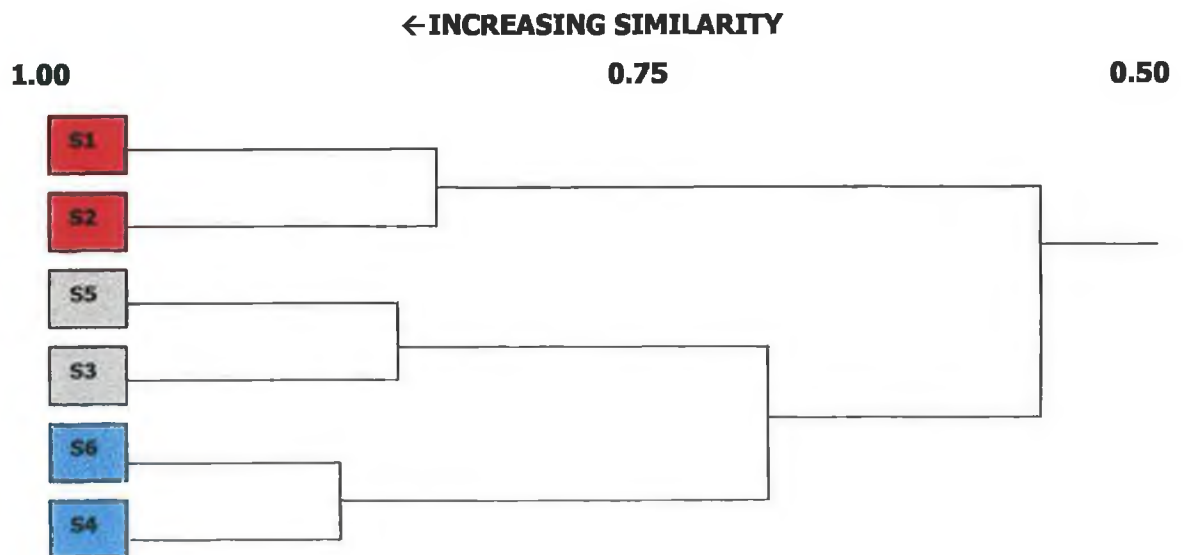 ←INCREASING SIMILARITY
1.00 0.75 0.50
S1
S2
S5
S3
S6
S4